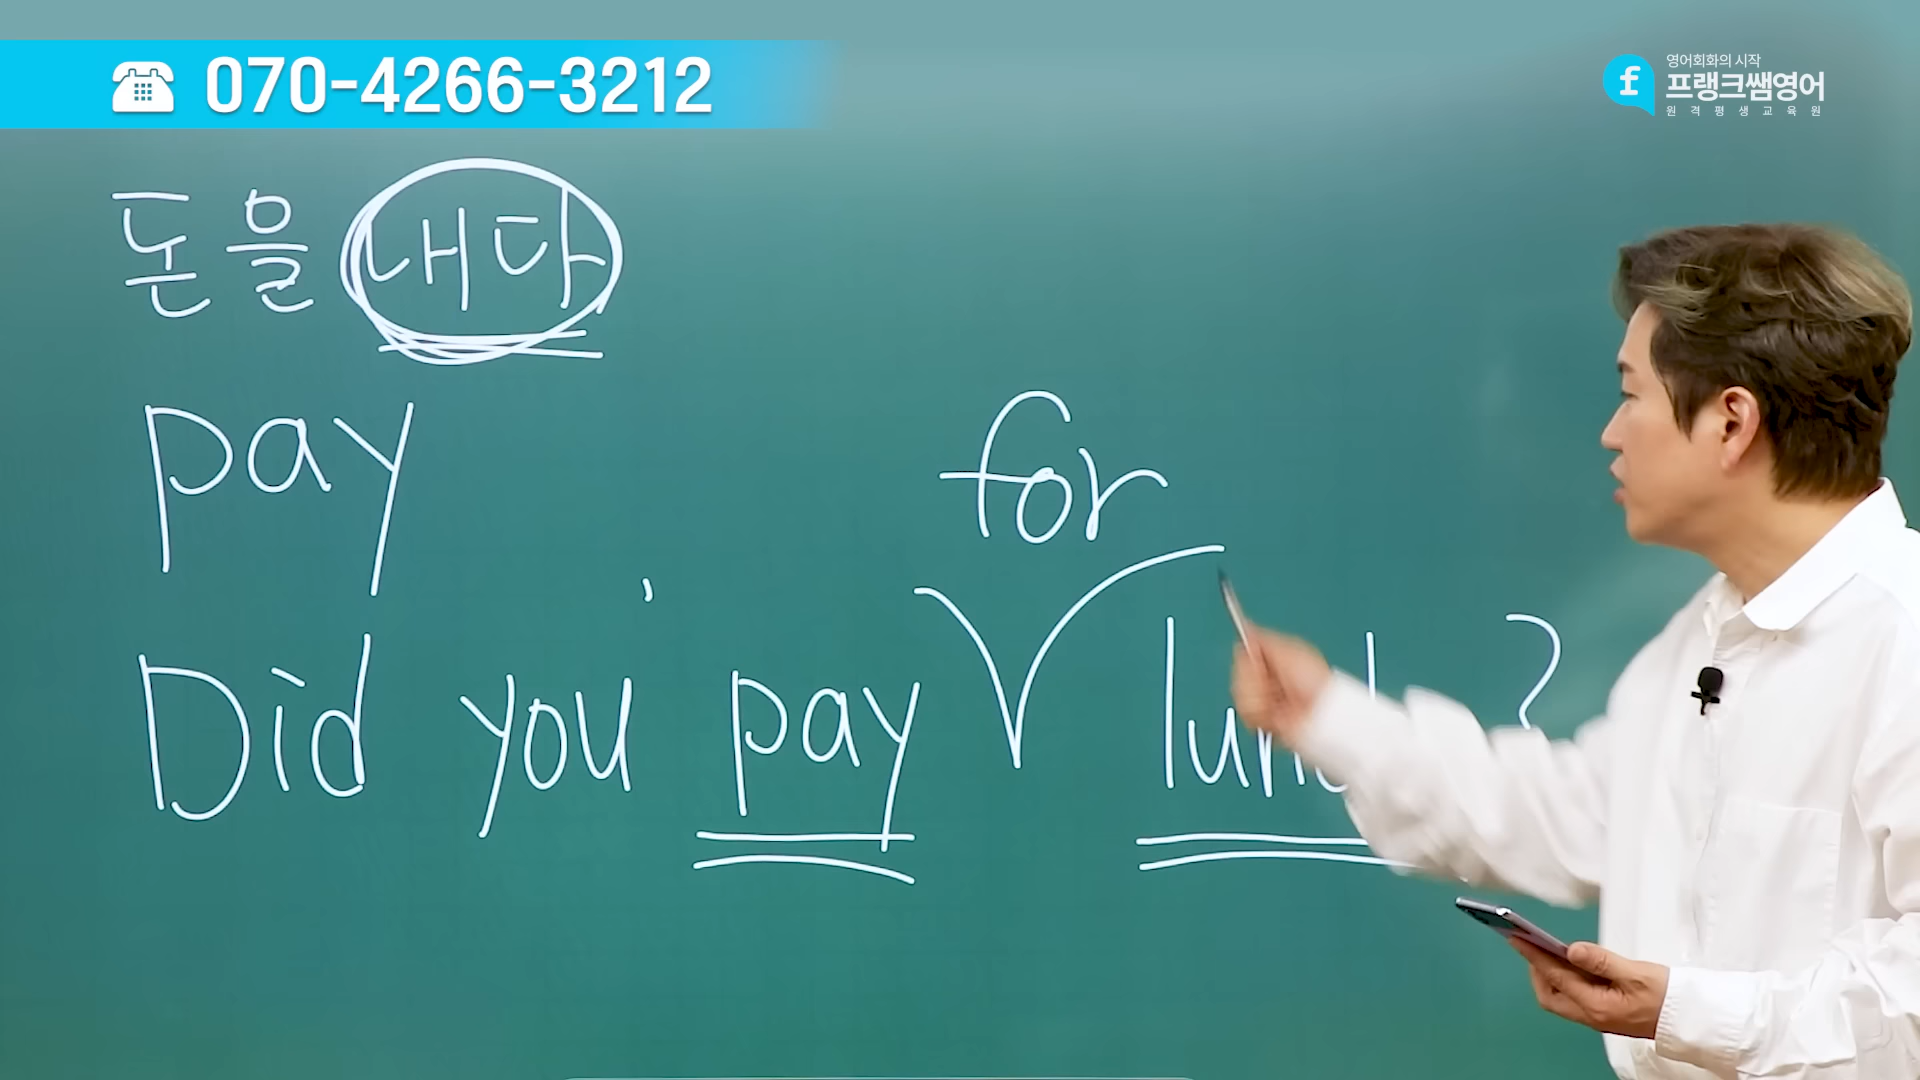 070-4266-3212
영어회화의 시작
프랭크쌤영어
원격평생교육원
돈을 내다
pay
for
Did you pay ?